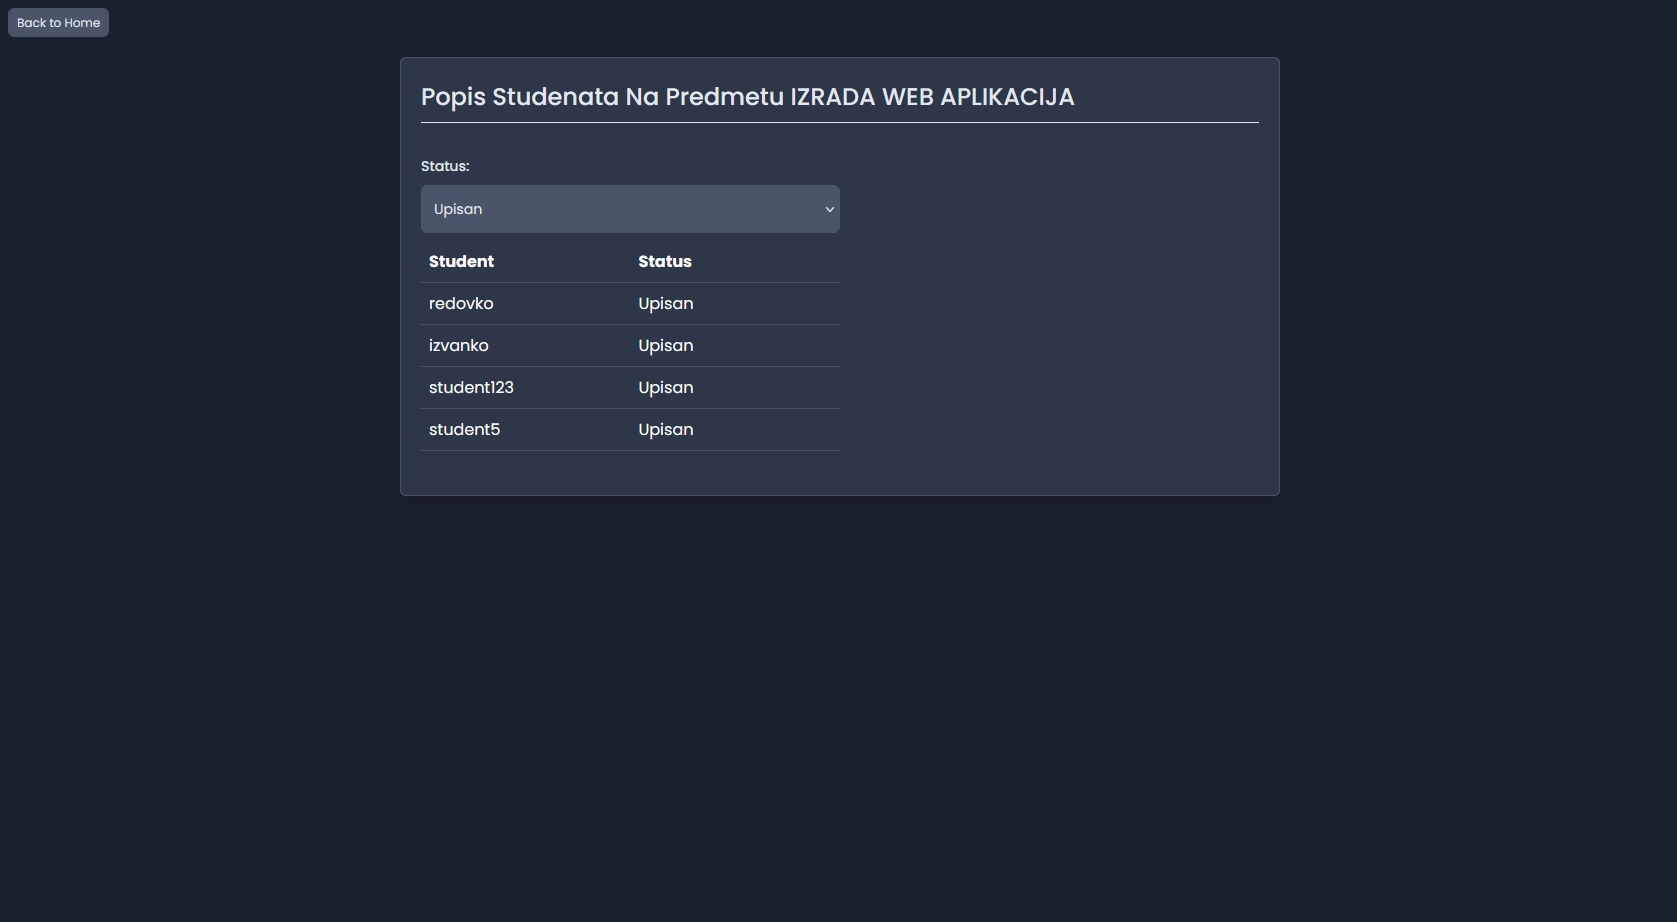 Back to Home
Popis Studenata Na Predmetu IZRADA WEB APLIKACIJA
Status:
Upisan
Student Status
redovko Upisan
izvanko Upisan
student123 Upisan
student5 Upisan